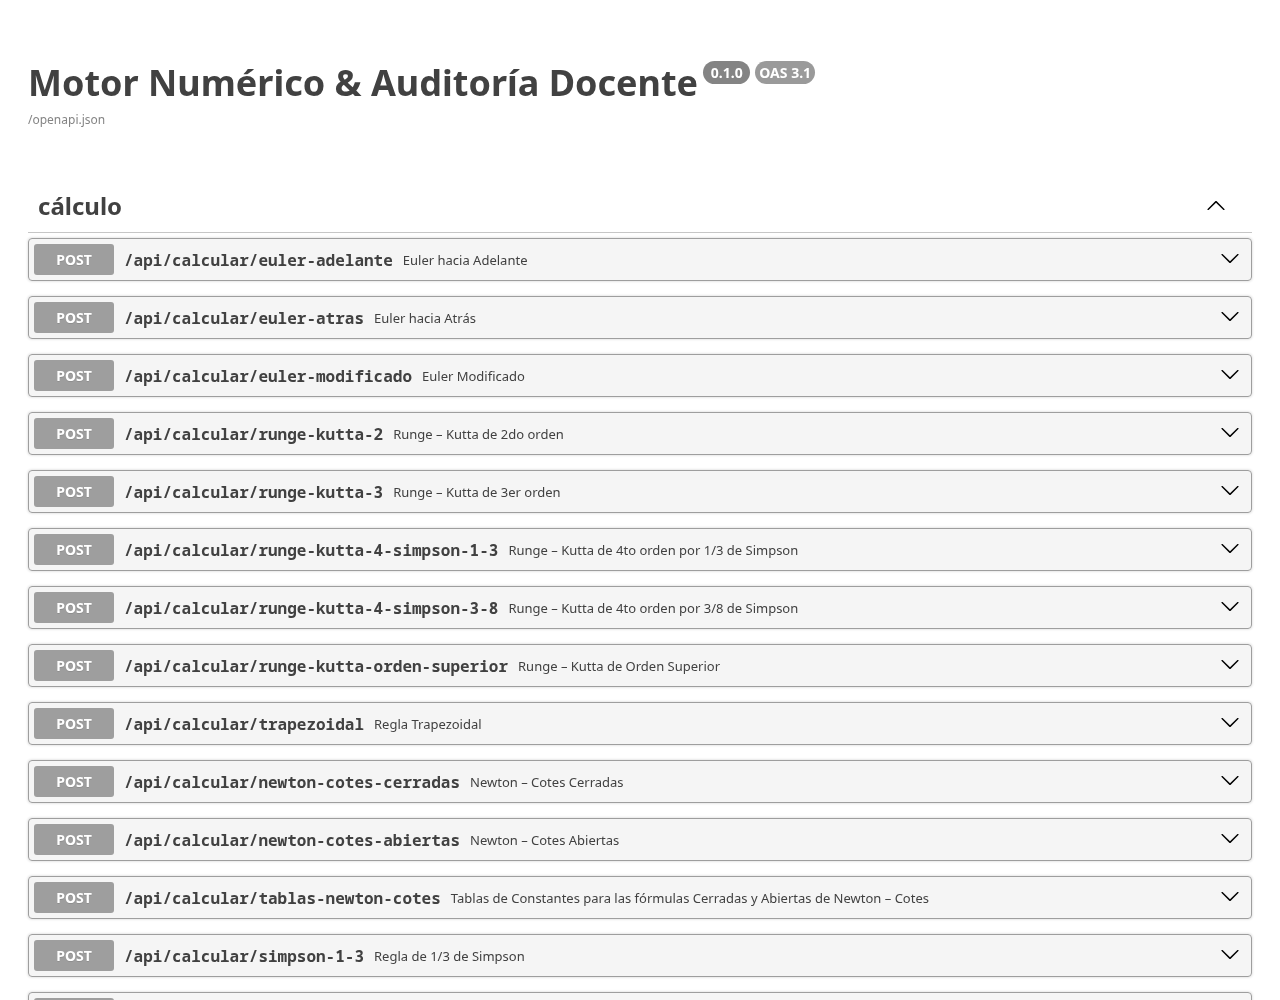 Motor Numérico & Auditoría Docente 0.1.0 OAS 3.1
/openapi.json
cálculo
POST /api/calcular/euler-adelante Euler hacia Adelante
POST /api/calcular/euler-atras Euler hacia Atrás
POST /api/calcular/euler-modificado Euler Modificado
POST /api/calcular/runge-kutta-2 Runge – Kutta de 2do orden
POST /api/calcular/runge-kutta-3 Runge – Kutta de 3er orden
POST /api/calcular/runge-kutta-4-simpson-1-3 Runge – Kutta de 4to orden por 1/3 de Simpson
POST /api/calcular/runge-kutta-4-simpson-3-8 Runge – Kutta de 4to orden por 3/8 de Simpson
POST /api/calcular/runge-kutta-orden-superior Runge – Kutta de Orden Superior
POST /api/calcular/trapezoidal Regla Trapezoidal
POST /api/calcular/newton-cotes-cerradas Newton – Cotes Cerradas
POST /api/calcular/newton-cotes-abiertas Newton – Cotes Abiertas
POST /api/calcular/tablas-newton-cotes Tablas de Constantes para las fórmulas Cerradas y Abiertas de Newton – Cotes
POST /api/calcular/simpson-1-3 Regla de 1/3 de Simpson